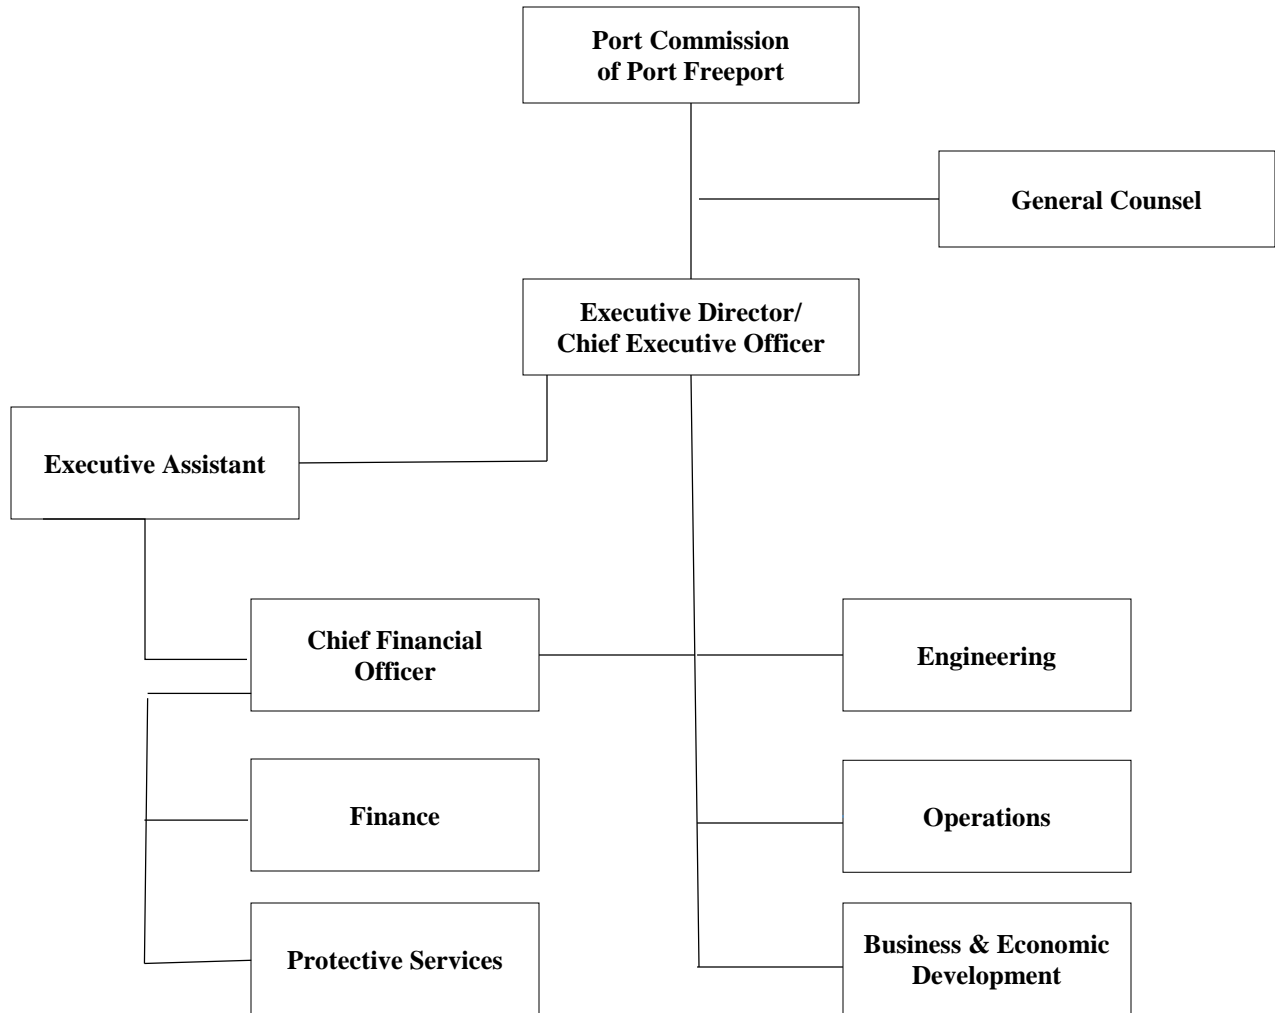 Port Commission
of Port Freeport
General Counsel
Executive Director/
Chief Executive Officer
Executive Assistant
Chief Financial
Officer
Engineering
Finance
Operations
Protective Services
Business & Economic
Development